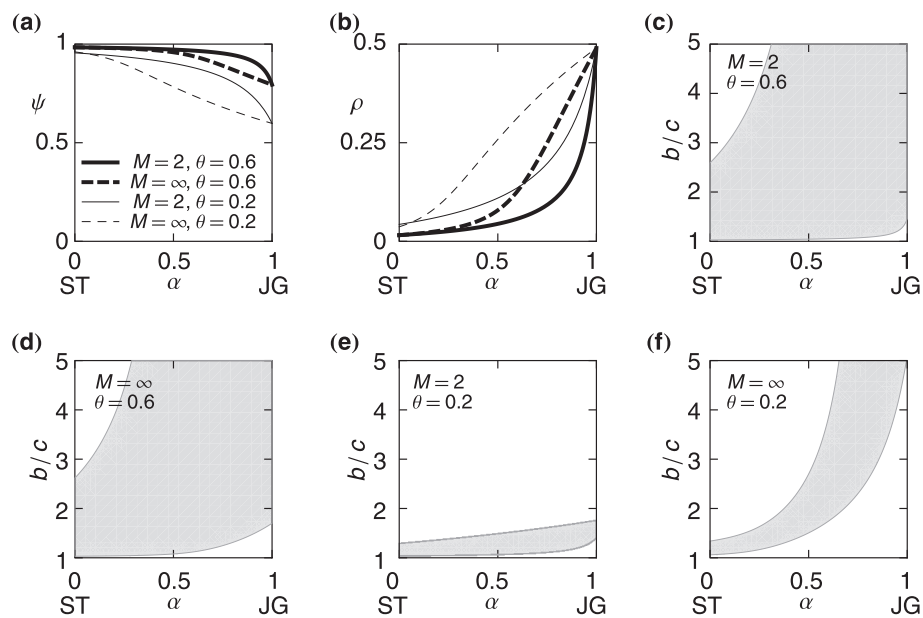 (a)
1
ψ
0.5
M = 2, θ = 0.6
M = ∞, θ = 0.6
M = 2, θ = 0.2
M = ∞, θ = 0.2
0
0 0.5 1
ST α JG
(b)
0.5
ρ
0.25
0
0 0.5 1
ST α JG
(c)
5
M = 2
θ = 0.6
4
b/c
3
2
1
0 0.5 1
ST α JG
(d)
5
M = ∞
θ = 0.6
4
b/c
3
2
1
0 0.5 1
ST α JG
(e)
5
M = 2
θ = 0.2
4
b/c
3
2
1
0 0.5 1
ST α JG
(f)
5
M = ∞
θ = 0.2
4
b/c
3
2
1
0 0.5 1
ST α JG